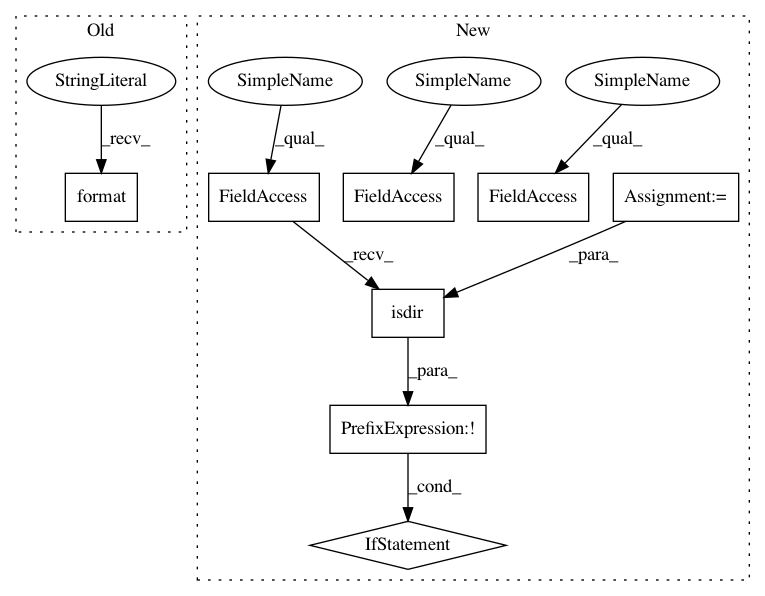 Old
New
StringLiteral
SimpleName
SimpleName
SimpleName
_recv_
_qual_
_qual_
_qual_
format
FieldAccess
FieldAccess
FieldAccess
Assignment:=
_recv_
_para_
isdir
_para_
PrefixExpression:!
_cond_
IfStatement